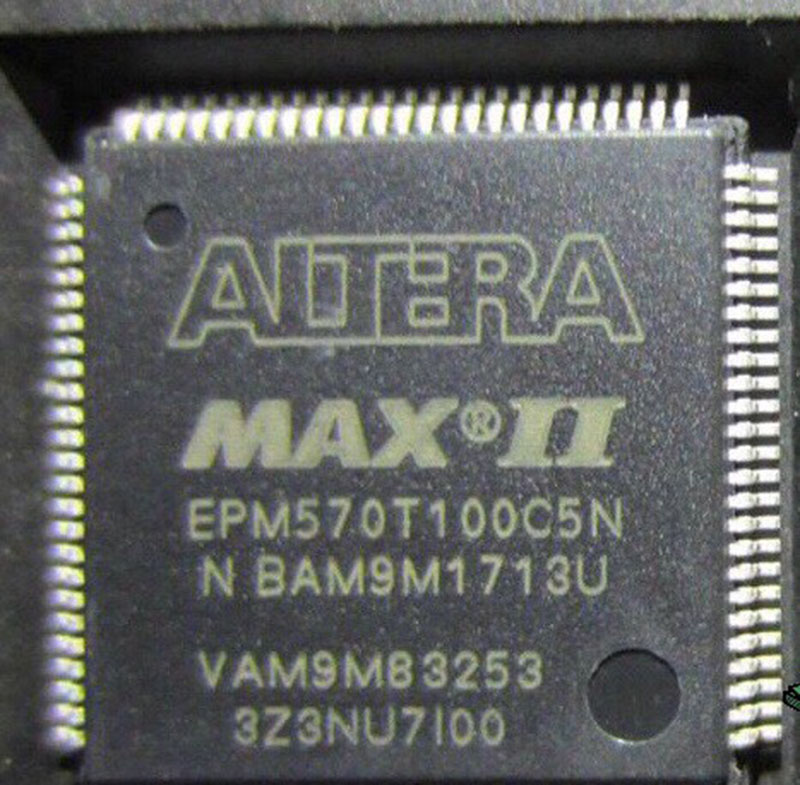 ALTERA
MAX® II
EPM570T100C5N
N BAM9M1713U
VAM9M83253
3Z3NU7I00